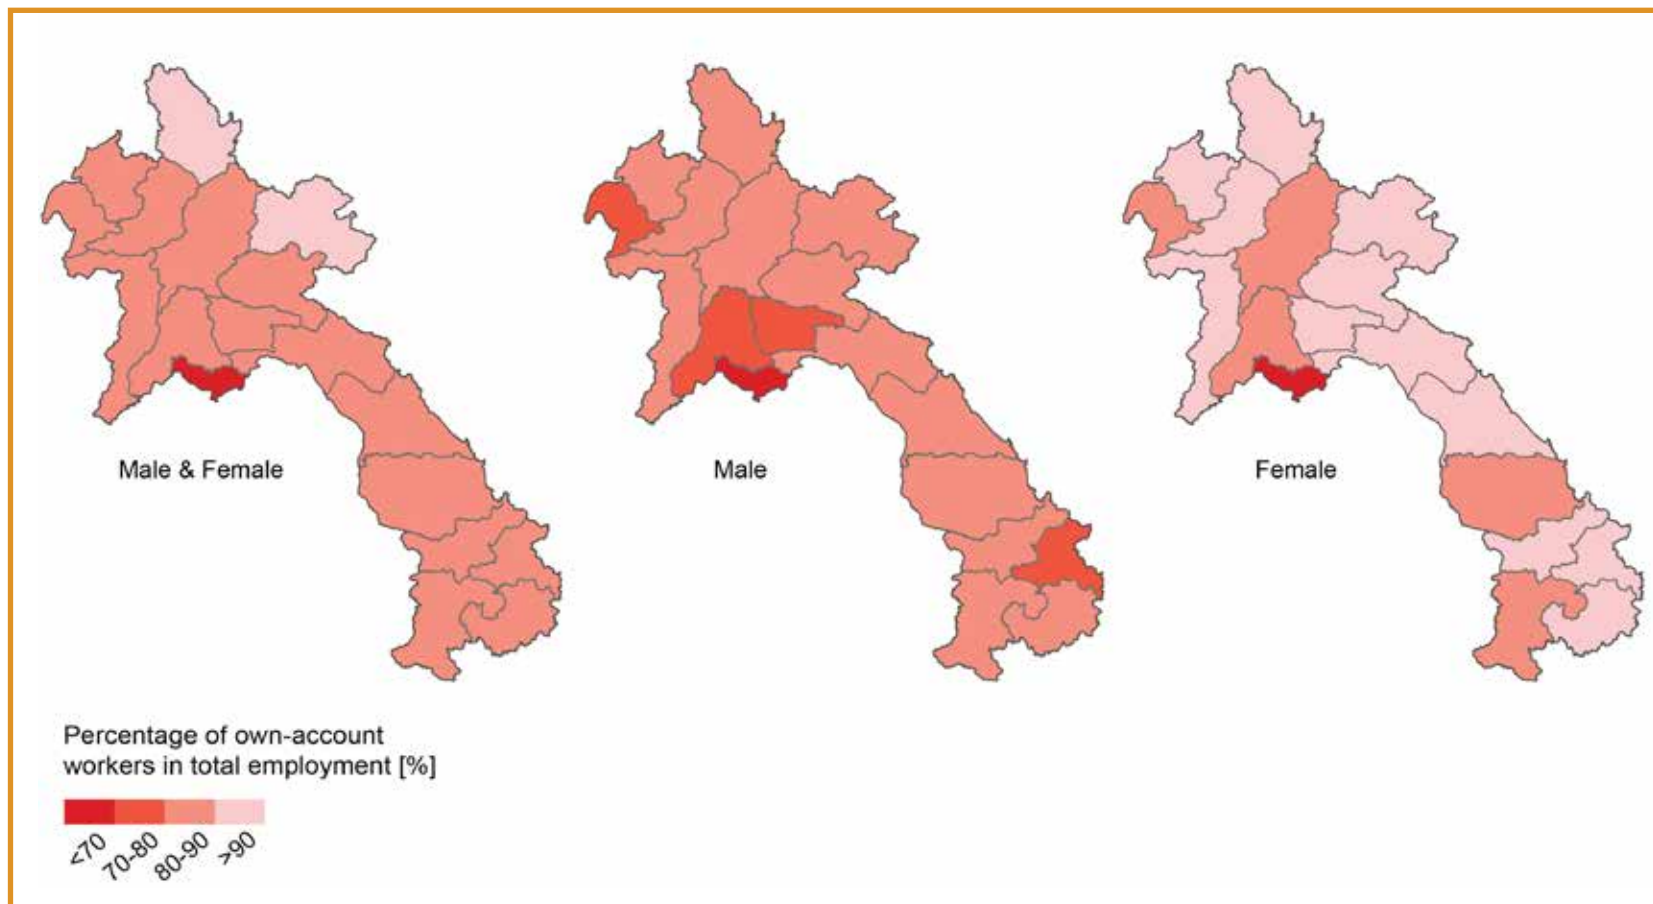 Male & Female
Male
Female
Percentage of own-account
workers in total employment [%]
<70
70-80
80-90
>90